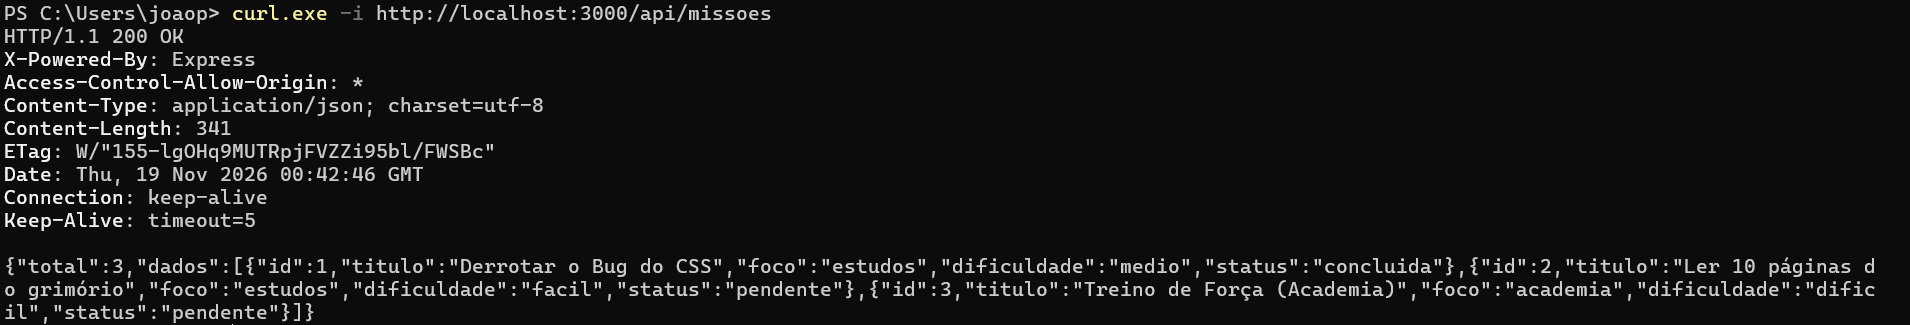 PS C:\Users\joaop> curl.exe -i http://localhost:3000/api/missoes
HTTP/1.1 200 OK
X-Powered-By: Express
Access-Control-Allow-Origin: *
Content-Type: application/json; charset=utf-8
Content-Length: 341
ETag: W/"155-lgOHq9MUTRpjFVZZi95bl/FWSBc"
Date: Thu, 19 Nov 2026 00:42:46 GMT
Connection: keep-alive
Keep-Alive: timeout=5

{"total":3,"dados":[{"id":1,"titulo":"Derrotar o Bug do CSS","foco":"estudos","dificuldade":"medio","status":"concluida"},{"id":2,"titulo":"Ler 10 páginas d
o grimório","foco":"estudos","dificuldade":"facil","status":"pendente"},{"id":3,"titulo":"Treino de Força (Academia)","foco":"academia","dificuldade":"dific
il","status":"pendente"}]}